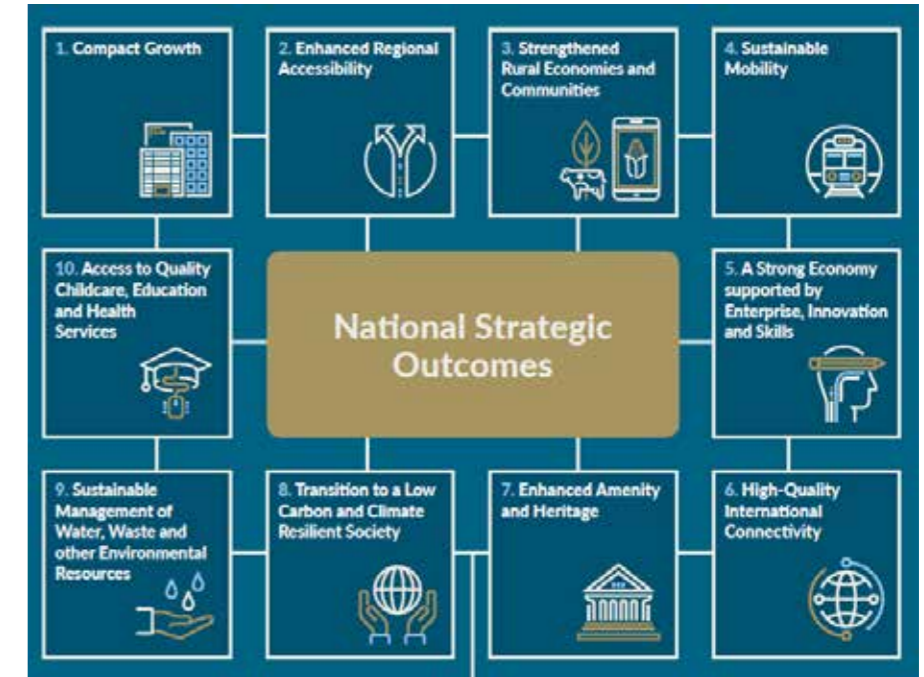 1. Compact Growth
2. Enhanced Regional
Accessibility
3. Strengthened
Rural Economies and
Communities
4. Sustainable
Mobility
10. Access to Quality
Childcare, Education
and Health
Services
National Strategic
Outcomes
5. A Strong Economy
supported by
Enterprise, Innovation
and Skills
9. Sustainable
Management of
Water, Waste and
other Environmental
Resources
8. Transition to a Low
Carbon and Climate
Resilient Society
7. Enhanced Amenity
and Heritage
6. High-Quality
International
Connectivity